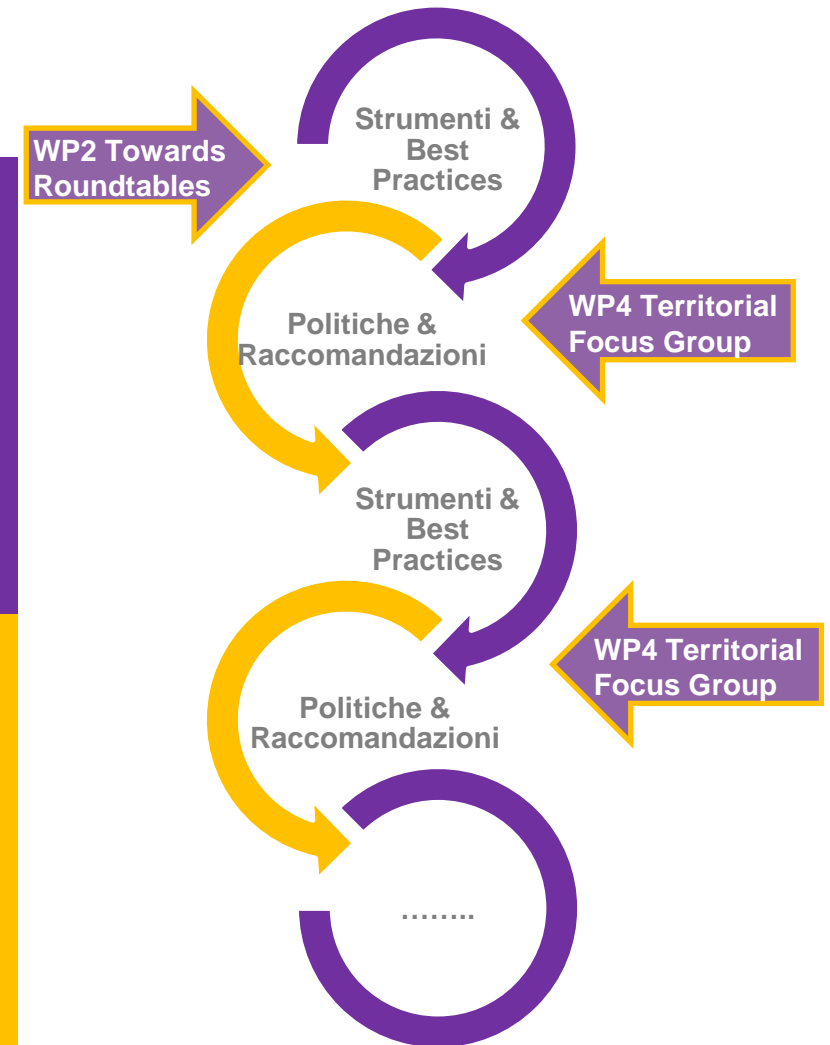 Strumenti &
Best
Practices
WP2 Towards
Roundtables
Politiche &
Raccomandazioni
WP4 Territorial
Focus Group
Strumenti &
Best
Practices
WP4 Territorial
Focus Group
Politiche &
Raccomandazioni
……..